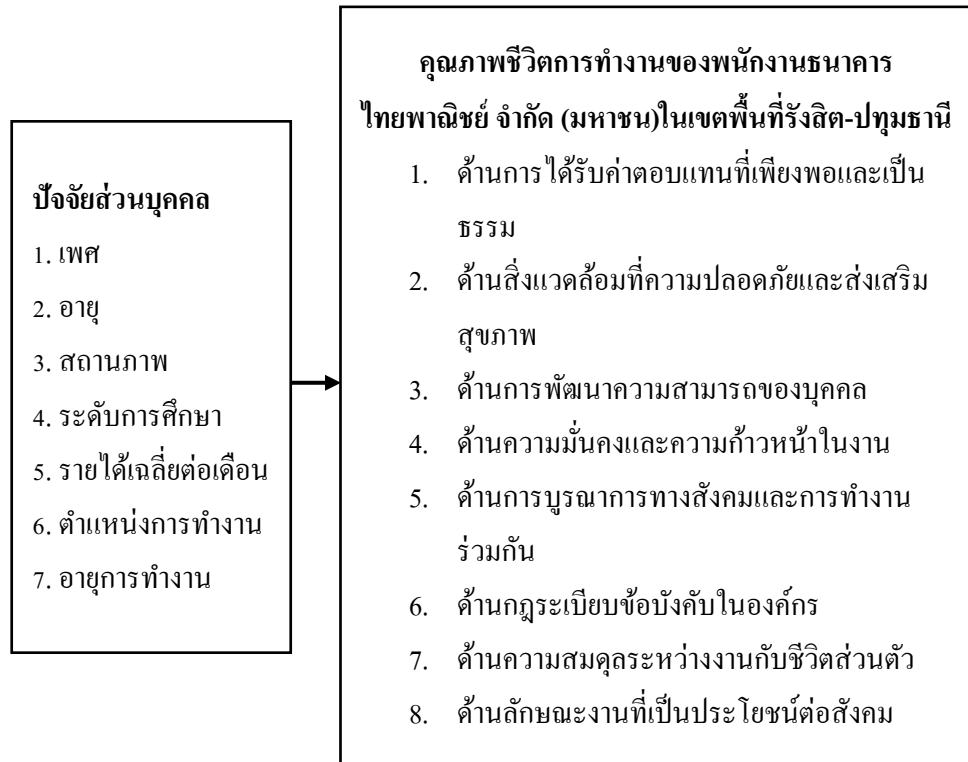 ปัจจัยส่วนบุคคล
1. เพศ
2. อายุ
3. สถานภาพ
4. ระดับการศึกษา
5. รายได้เฉลี่ยต่อเดือน
6. ตำแหน่งการทำงาน
7. อายุการทำงาน
คุณภาพชีวิตการทำงานของพนักงานธนาคาร
ไทยพาณิชย์ จำกัด (มหาชน)ในเขตพื้นที่รังสิต-ปทุมธานี
1. ด้านการได้รับค่าตอบแทนที่เพียงพอและเป็น
ธรรม
2. ด้านสิ่งแวดล้อมที่ความปลอดภัยและส่งเสริม
สุขภาพ
3. ด้านการพัฒนาความสามารถของบุคคล
4. ด้านความมั่นคงและความก้าวหน้าในงาน
5. ด้านการบูรณาการทางสังคมและการทำงาน
ร่วมกัน
6. ด้านกฎระเบียบข้อบังคับในองค์กร
7. ด้านความสมดุลระหว่างงานกับชีวิตส่วนตัว
8. ด้านลักษณะงานที่เป็นประโยชน์ต่อสังคม